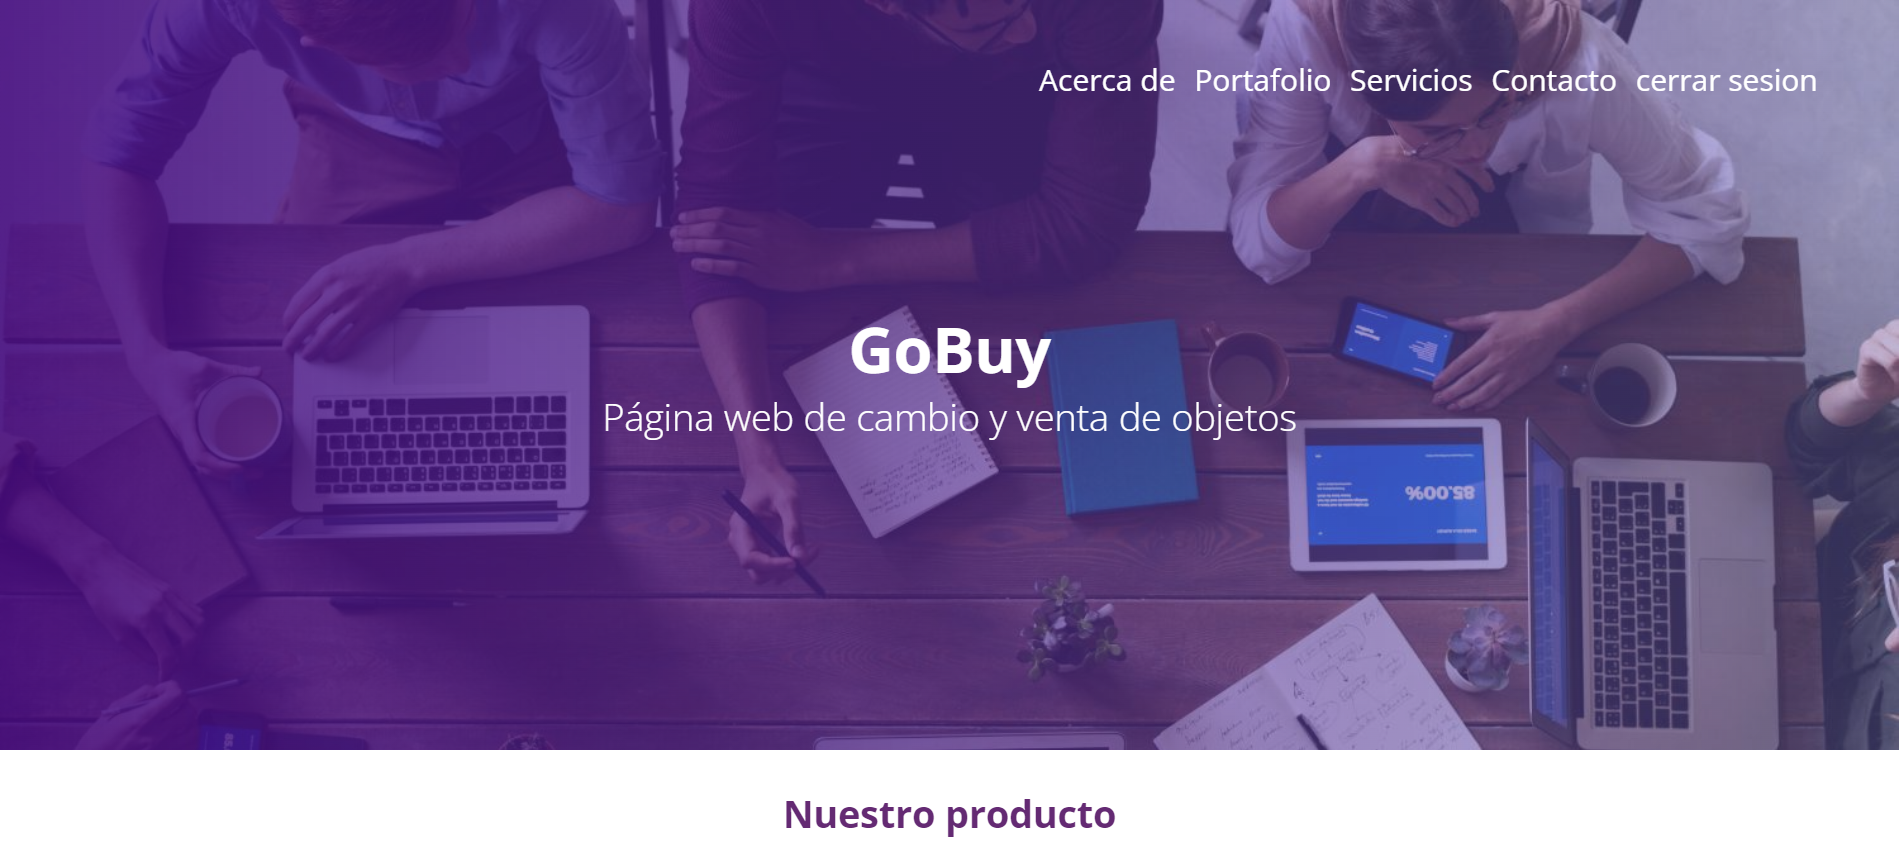 Acerca de Portafolio Servicios Contacto cerrar sesion
GoBuy
Página web de cambio y venta de objetos
85.00%
Nuestro producto